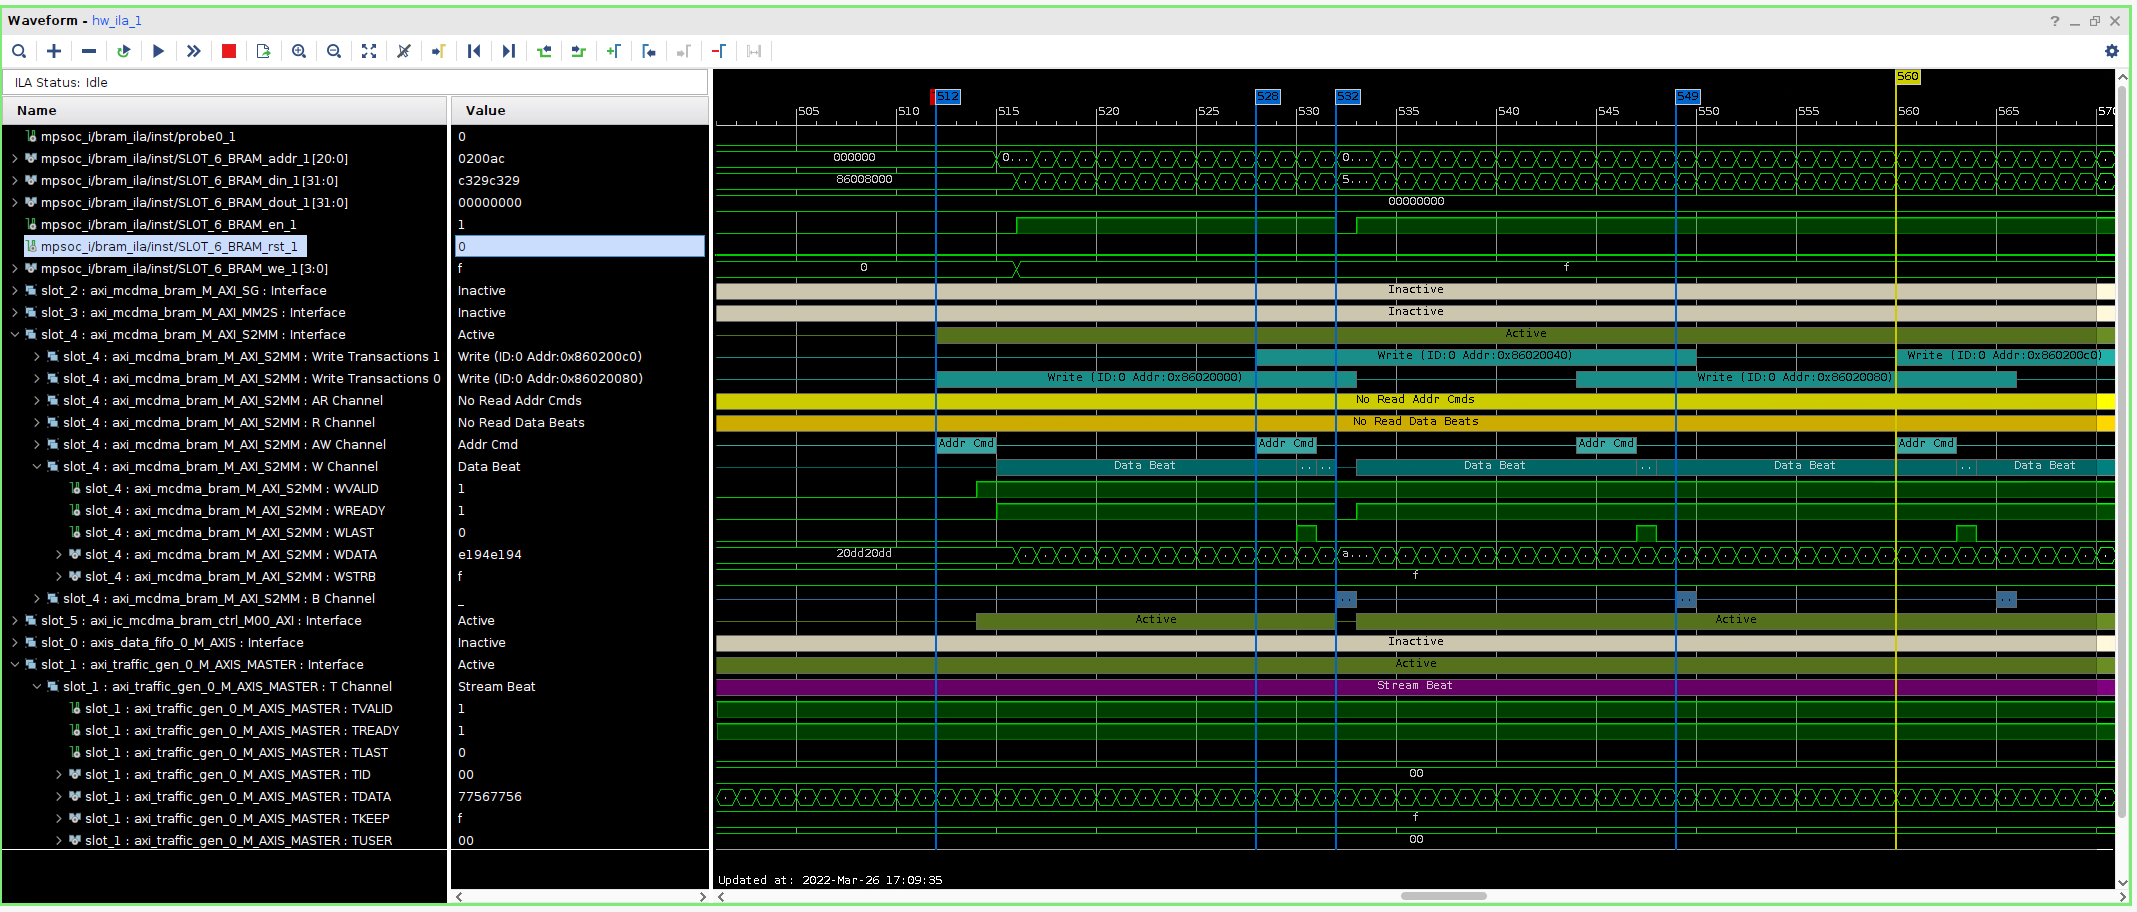 Waveform - hw_ila_1
ILA Status: Idle
Name Value
mpsoc_i/bram_ila/inst/probe0_1 0
mpsoc_i/bram_ila/inst/SLOT_6_BRAM_addr_1[20:0] 0200ac
mpsoc_i/bram_ila/inst/SLOT_6_BRAM_din_1[31:0] c329c329
mpsoc_i/bram_ila/inst/SLOT_6_BRAM_dout_1[31:0] 00000000
mpsoc_i/bram_ila/inst/SLOT_6_BRAM_en_1 1
mpsoc_i/bram_ila/inst/SLOT_6_BRAM_rst_1 0
mpsoc_i/bram_ila/inst/SLOT_6_BRAM_we_1[3:0] f
slot_2 : axi_mcdma_bram_M_AXI_SG : Interface Inactive
slot_3 : axi_mcdma_bram_M_AXI_MM2S : Interface Inactive
slot_4 : axi_mcdma_bram_M_AXI_S2MM : Interface Active
slot_4 : axi_mcdma_bram_M_AXI_S2MM : Write Transactions 1 Write (ID:0 Addr:0x860200c0)
slot_4 : axi_mcdma_bram_M_AXI_S2MM : Write Transactions 0 Write (ID:0 Addr:0x86020080)
slot_4 : axi_mcdma_bram_M_AXI_S2MM : AR Channel No Read Addr Cmds
slot_4 : axi_mcdma_bram_M_AXI_S2MM : R Channel No Read Data Beats
slot_4 : axi_mcdma_bram_M_AXI_S2MM : AW Channel Addr Cmd
slot_4 : axi_mcdma_bram_M_AXI_S2MM : W Channel Data Beat
slot_4 : axi_mcdma_bram_M_AXI_S2MM : WVALID 1
slot_4 : axi_mcdma_bram_M_AXI_S2MM : WREADY 1
slot_4 : axi_mcdma_bram_M_AXI_S2MM : WLAST 0
slot_4 : axi_mcdma_bram_M_AXI_S2MM : WDATA e194e194
slot_4 : axi_mcdma_bram_M_AXI_S2MM : WSTRB f
slot_4 : axi_mcdma_bram_M_AXI_S2MM : B Channel _
slot_5 : axi_ic_mcdma_bram_ctrl_M00_AXI : Interface Active
slot_0 : axis_data_fifo_0_M_AXIS : Interface Inactive
slot_1 : axi_traffic_gen_0_M_AXIS_MASTER : Interface Active
slot_1 : axi_traffic_gen_0_M_AXIS_MASTER : T Channel Stream Beat
slot_1 : axi_traffic_gen_0_M_AXIS_MASTER : TVALID 1
slot_1 : axi_traffic_gen_0_M_AXIS_MASTER : TREADY 1
slot_1 : axi_traffic_gen_0_M_AXIS_MASTER : TLAST 0
slot_1 : axi_traffic_gen_0_M_AXIS_MASTER : TID 00
slot_1 : axi_traffic_gen_0_M_AXIS_MASTER : TDATA 77567756
slot_1 : axi_traffic_gen_0_M_AXIS_MASTER : TKEEP f
slot_1 : axi_traffic_gen_0_M_AXIS_MASTER : TUSER 00
560
512 528 532 549
505 510 515 520 525 530 535 540 545 550 555 560 565 570
000000 0... 0...
86008000 5...
00000000
0 f
Inactive
Inactive
Active
Write (ID:0 Addr:0x86020040) Write (ID:0 Addr:0x860200c0)
Write (ID:0 Addr:0x86020000) Write (ID:0 Addr:0x86020080)
No Read Addr Cmds
No Read Data Beats
Addr Cmd Addr Cmd Addr Cmd Addr Cmd
Data Beat .. .. Data Beat .. Data Beat .. Data Beat
20dd20dd a...
f
.. .. ..
Active Active
Inactive
Active
Stream Beat
00
f
00
Updated at: 2022-Mar-26 17:09:35